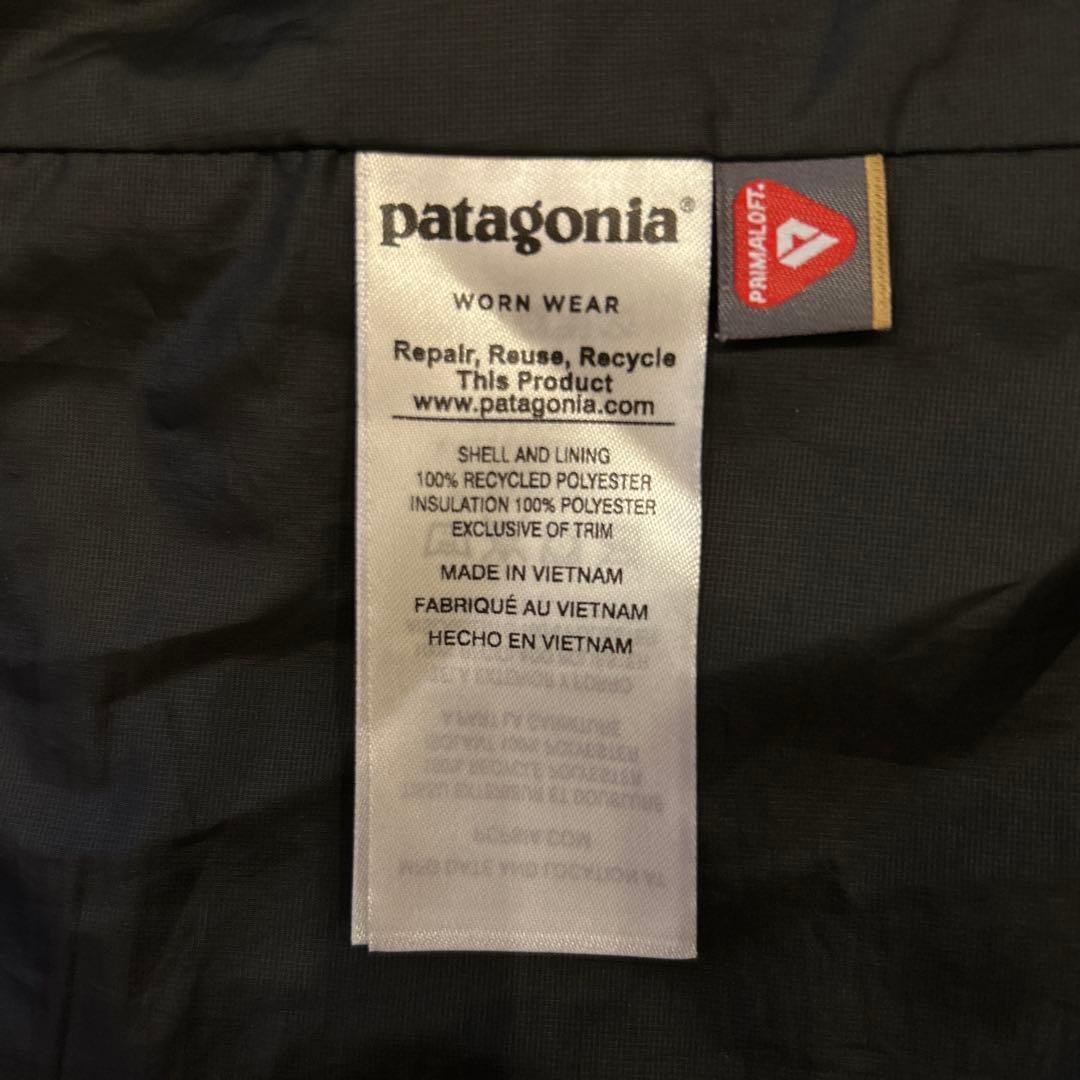 patagonia®
WORN WEAR
Repair, Reuse, Recycle
This Product
www.patagonia.com
SHELL AND LINING
100% RECYCLED POLYESTER
INSULATION 100% POLYESTER
EXCLUSIVE OF TRIM
MADE IN VIETNAM
FABRIQUÉ AU VIETNAM
HECHO EN VIETNAM
PRIMALOFT.